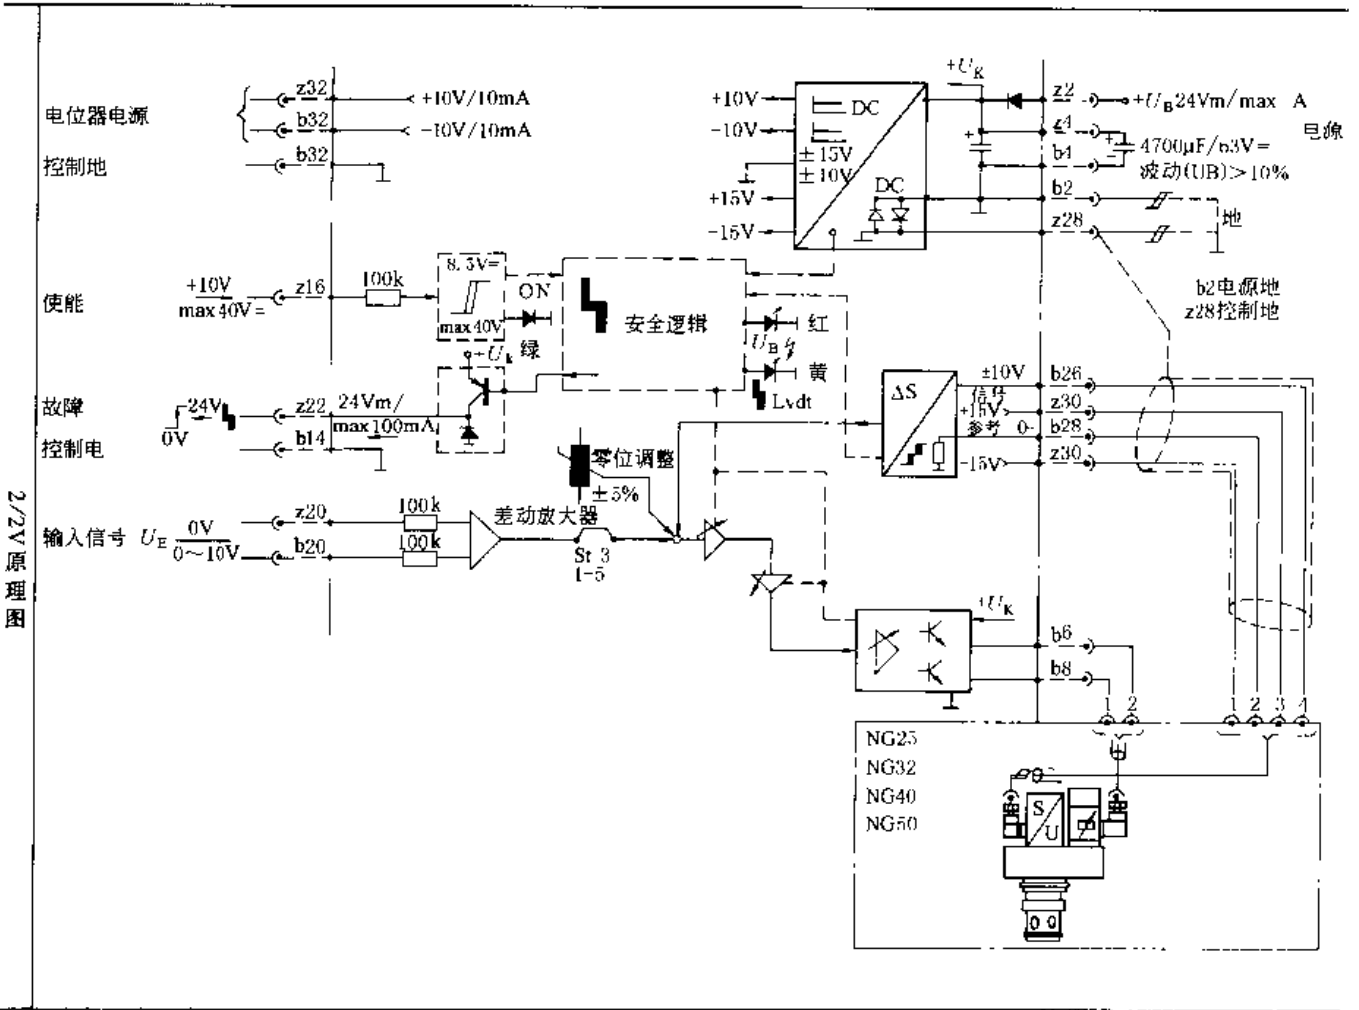 电位器电源
z32
+10V/10mA
b32
-10V/10mA
控制地
b32
+10V
-10V
±15V
±10V
+15V
-15V
DC
DC
+UK
z2
+UB24Vm/max A
电源
z4
b4
4700μF/63V=
波动(UB)>10%
b2
z28
地
b2电源地
z28控制地
使能
+10V
max40V=
z16
100k
8.5V=
max40V
ON
绿
安全逻辑
红
UB
黄
Lvdt
+Uk
故障
24V
0V
z22
24Vm/
max100mA
控制电
b14
ΔS
±10V
信号
+15V
参考 0-
-15V
b26
z30
b28
z30
零位调整
±5%
输入信号 UE
0V
0~10V
z20
b20
100k
100k
差动放大器
St 3
1-5
+UK
b6
b8
1 2
1 2 3 4
NG25
NG32
NG40
NG50
S
U
2/2V原理图